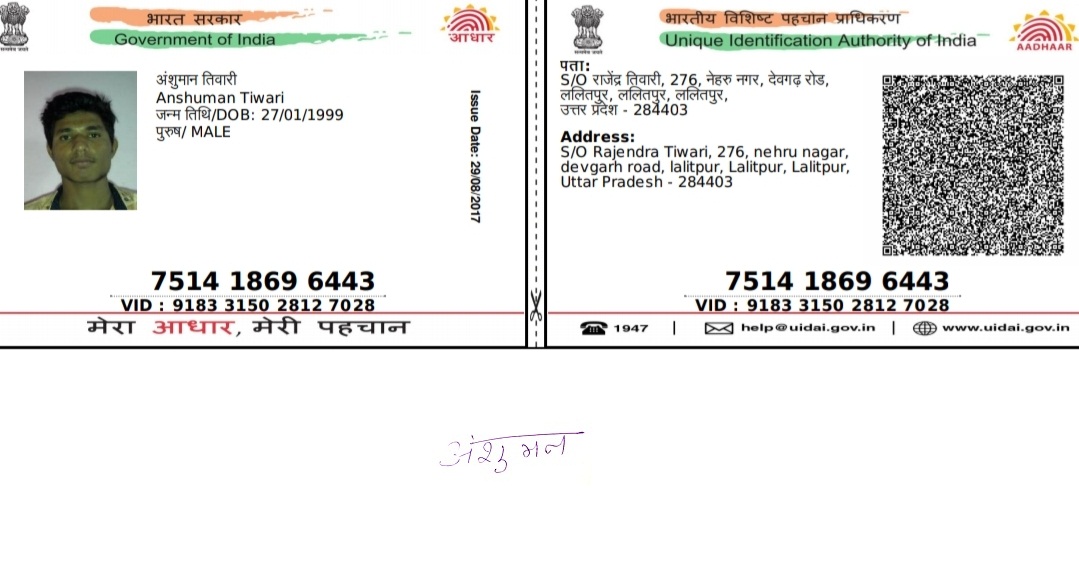 भारत सरकार
Government of India
आधार
अंशुमान तिवारी
Anshuman Tiwari
जन्म तिथि/DOB: 27/01/1999
पुरुष/ MALE
Issue Date: 29/08/2017
7514 1869 6443
VID : 9183 3150 2812 7028
मेरा आधार, मेरी पहचान
भारतीय विशिष्ट पहचान प्राधिकरण
Unique Identification Authority of India
AADHAAR
पता:
S/O राजेंद्र तिवारी, 276, नेहरु नगर, देवगढ़ रोड,
ललितपुर, ललितपुर, ललितपुर,
उत्तर प्रदेश - 284403
Address:
S/O Rajendra Tiwari, 276, nehru nagar,
devgarh road, lalitpur, Lalitpur, Lalitpur,
Uttar Pradesh - 284403
7514 1869 6443
VID : 9183 3150 2812 7028
1947 | help@uidai.gov.in | www.uidai.gov.in
अंशुमन